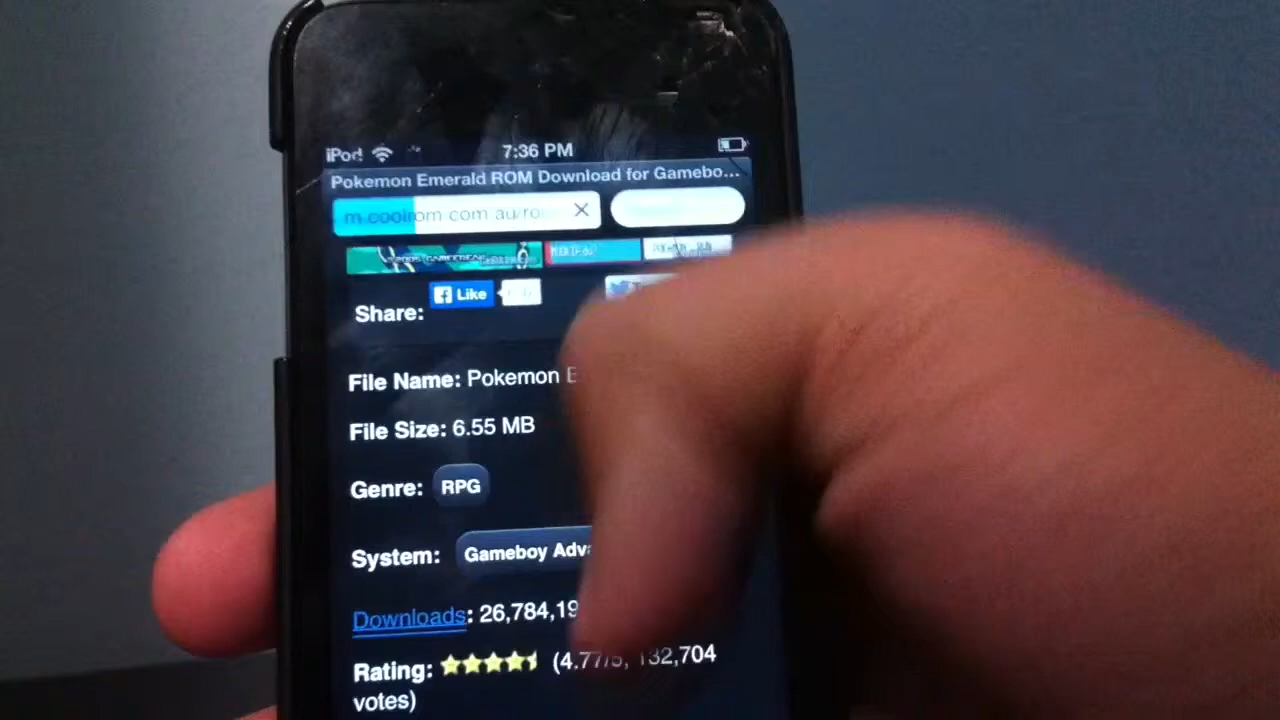 iPod 7:36 PM
Pokemon Emerald ROM Download for Gamebo...
m.coolrom.com.au/ro
Share: Like
File Name: Pokemon E
File Size: 6.55 MB
Genre: RPG
System: Gameboy Adv
Downloads: 26,784,19
Rating: (4.77/5, 132,704
votes)